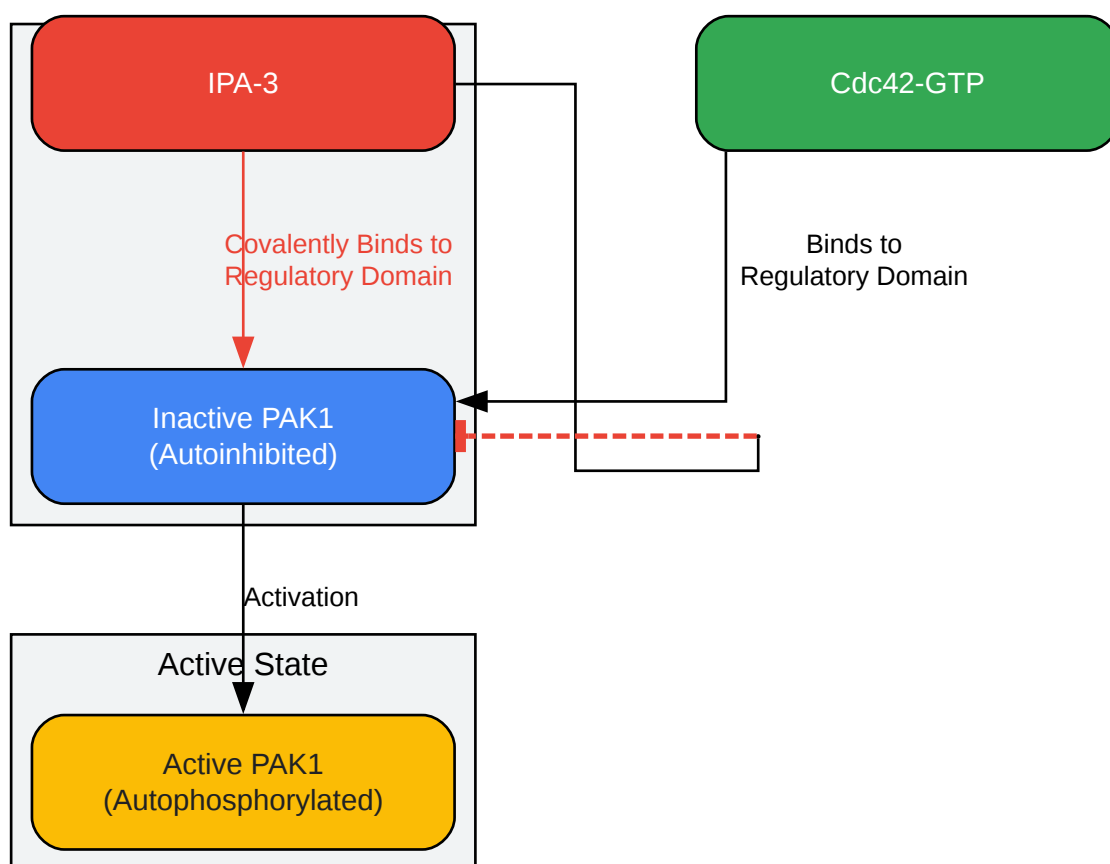 IPA-3
Cdc42-GTP
Covalently Binds to
Regulatory Domain
Binds to
Regulatory Domain
Inactive PAK1
(Autoinhibited)
Activation
Active State
Active PAK1
(Autophosphorylated)